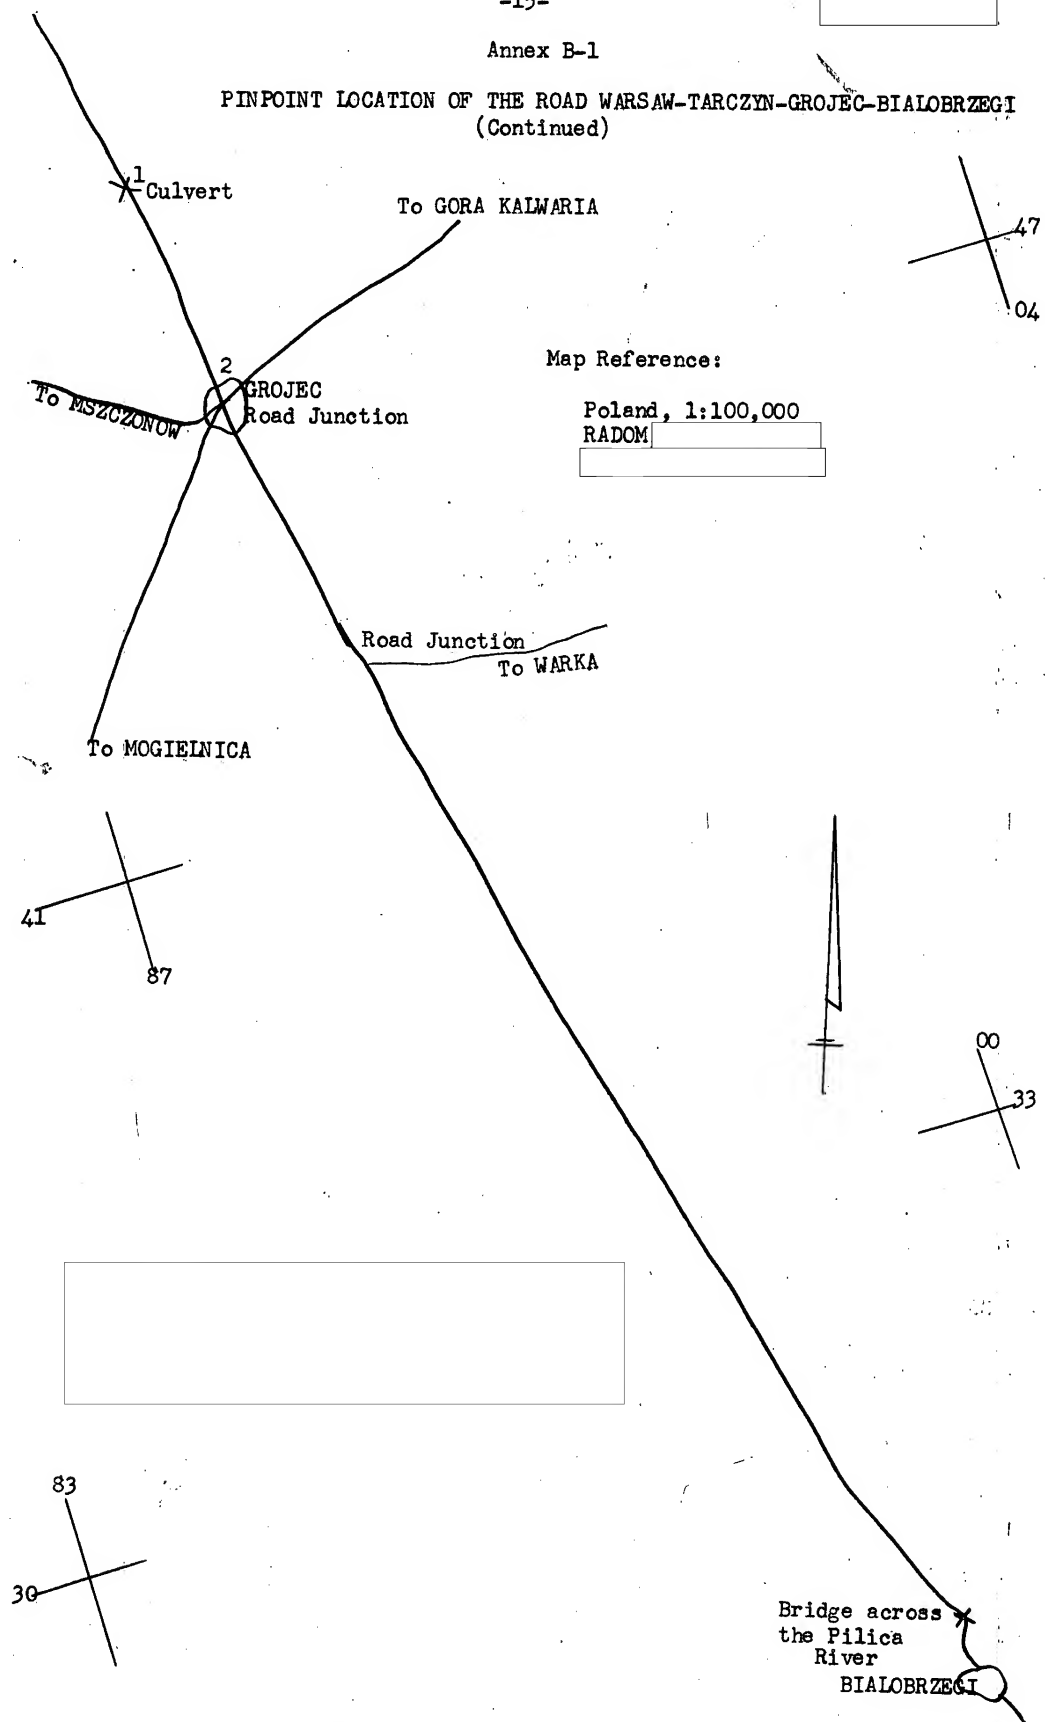 -15-
Annex B-1
PINPOINT LOCATION OF THE ROAD WARSAW-TARCZYN-GROJEC-BIALOBRZEGI
(Continued)
1
Culvert
To GORA KALWARIA
47
04
Map Reference:
2
GROJEC
Road Junction
To MSZCZONOW
Poland, 1:100,000
RADOM
Road Junction
To WARKA
To MOGIELNICA
41
87
00
33
83
30
Bridge across
the Pilica
River
BIALOBRZEGI